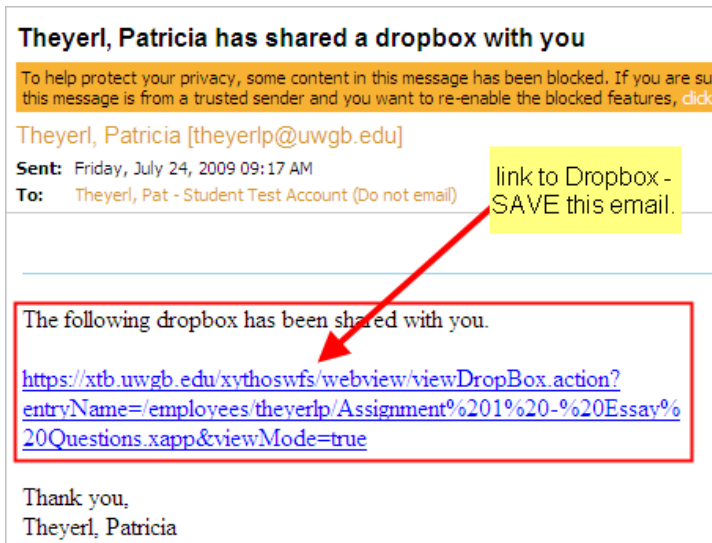 Theyerl, Patricia has shared a dropbox with you
To help protect your privacy, some content in this message has been blocked. If you are su
this message is from a trusted sender and you want to re-enable the blocked features, click
Theyerl, Patricia [theyerlp@uwgb.edu]
Sent: Friday, July 24, 2009 09:17 AM
To: Theyerl, Pat - Student Test Account (Do not email)
link to Dropbox -
SAVE this email.
The following dropbox has been shared with you.
https://xtb.uwgb.edu/xythoswfs/webview/viewDropBox.action?
entryName=/employees/theyerlp/Assignment%201%20-%20Essay%
20Questions.xapp&viewMode=true
Thank you,
Theyerl, Patricia